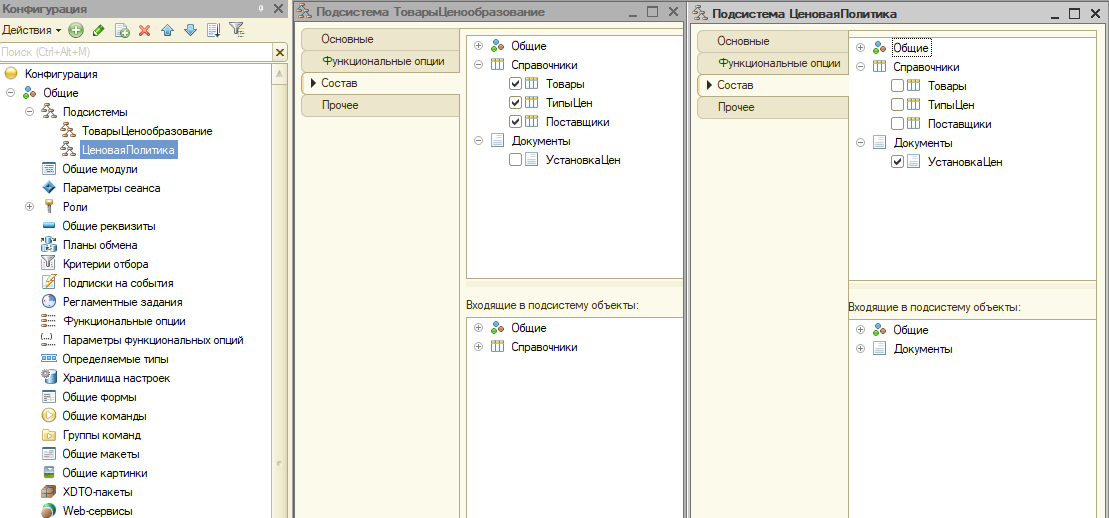 Конфигурация
Действия
Поиск (Ctrl+Alt+M)
Конфигурация
Общие
Подсистемы
ТоварыЦенообразование
ЦеноваяПолитика
Общие модули
Параметры сеанса
Роли
Общие реквизиты
Планы обмена
Критерии отбора
Подписки на события
Регламентные задания
Функциональные опции
Параметры функциональных опций
Определяемые типы
Хранилища настроек
Общие формы
Общие команды
Группы команд
Общие макеты
Общие картинки
XDTO-пакеты
Web-сервисы
Подсистема ТоварыЦенообразование
Основные
Функциональные опции
Состав
Прочее
Общие
Справочники
Товары
ТипыЦен
Поставщики
Документы
УстановкаЦен
Входящие в подсистему объекты:
Общие
Справочники
Подсистема ЦеноваяПолитика
Основные
Функциональные опции
Состав
Прочее
Общие
Справочники
Товары
ТипыЦен
Поставщики
Документы
УстановкаЦен
Входящие в подсистему объекты:
Общие
Документы